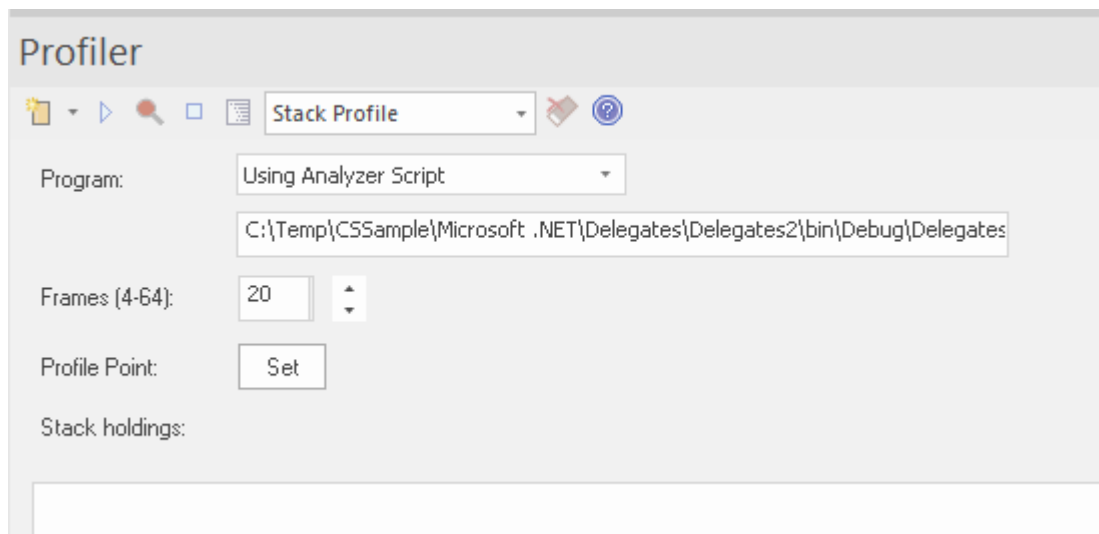 Profiler
Stack Profile
Program:
Using Analyzer Script
C:\Temp\CSSample\Microsoft .NET\Delegates\Delegates2\bin\Debug\Delegates
Frames (4-64):
20
Profile Point:
Set
Stack holdings: